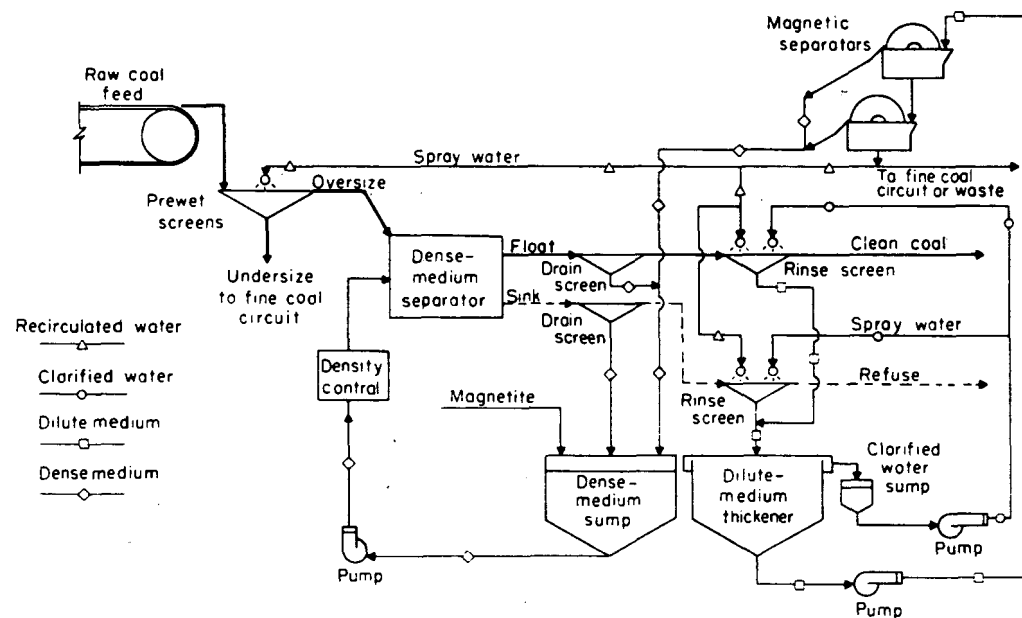 Magnetic
separators
Raw coal
feed
Spray water
Oversize
To fine coal
circuit or waste
Prewet
screens
Dense-
medium
separator
Float
Clean coal
Drain
screen
Rinse screen
Undersize
to fine coal
circuit
Sink
Drain
screen
Recirculated water
Spray water
Density
control
Clarified water
Refuse
Magnetite
Rinse
screen
Dilute medium
Clarified
water
sump
Dense medium
Dense-
medium
sump
Dilute-
medium
thickener
Pump
Pump
Pump